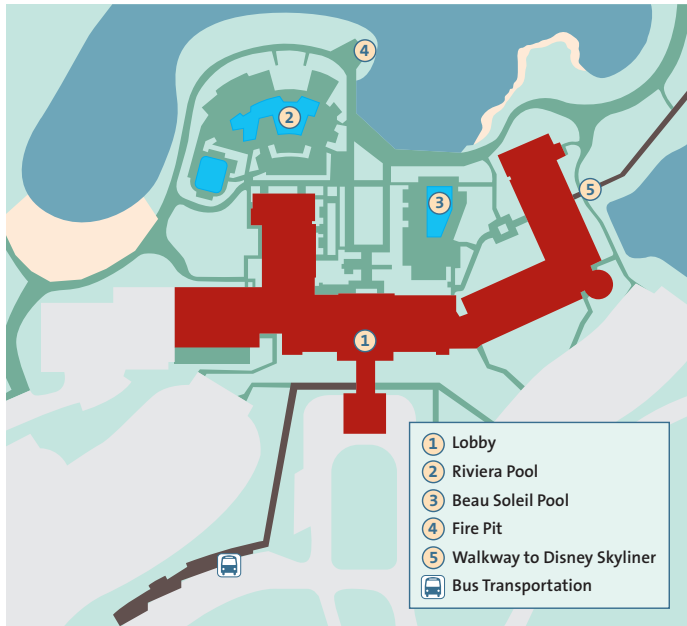 4
2
5
3
1
1 Lobby
2 Riviera Pool
3 Beau Soleil Pool
4 Fire Pit
5 Walkway to Disney Skyliner
Bus Transportation